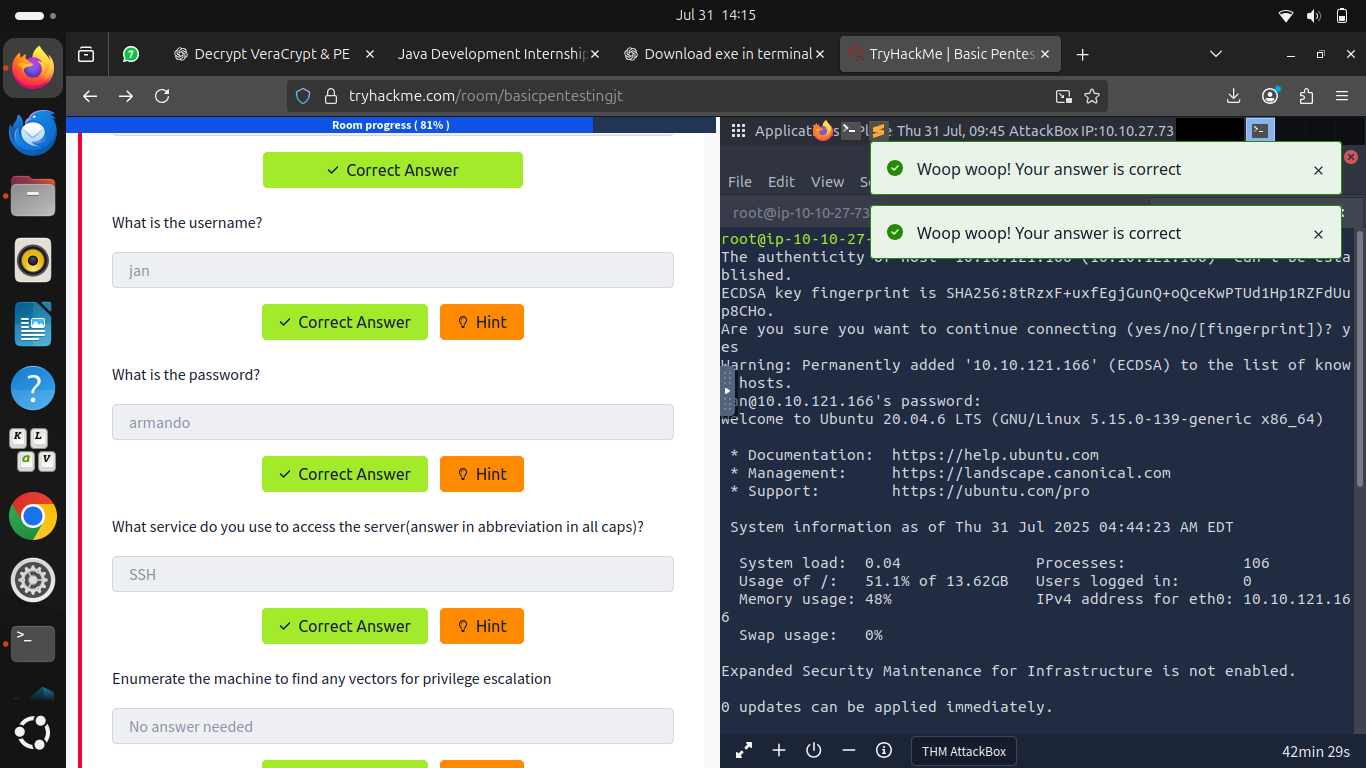 Jul 31 14:15
7
Decrypt VeraCrypt & PE
Java Development Internshi
Download exe in terminal
TryHackMe | Basic Pentes
tryhackme.com/room/basicpentestingjt
Room progress ( 81% )
Correct Answer
What is the username?
jan
Correct Answer
Hint
What is the password?
armando
Correct Answer
Hint
What service do you use to access the server(answer in abbreviation in all caps)?
SSH
Correct Answer
Hint
Enumerate the machine to find any vectors for privilege escalation
No answer needed
Thu 31 Jul, 09:45 AttackBox IP:10.10.27.73
File Edit View
Woop woop! Your answer is correct
Woop woop! Your answer is correct
root@ip-10-10-27-73
root@ip-10-10-27-
The authenticity
blished.
ECDSA key fingerprint is SHA256:8tRzxF+uxfEgjGunQ+oQceKwPTUd1Hp1RZFdUu
p8CHo.
Are you sure you want to continue connecting (yes/no/[fingerprint])? y
es
Warning: Permanently added '10.10.121.166' (ECDSA) to the list of know
hosts.
an@10.10.121.166's password:
Welcome to Ubuntu 20.04.6 LTS (GNU/Linux 5.15.0-139-generic x86_64)
* Documentation: https://help.ubuntu.com
* Management: https://landscape.canonical.com
* Support: https://ubuntu.com/pro
System information as of Thu 31 Jul 2025 04:44:23 AM EDT
System load: 0.04 Processes: 106
Usage of /: 51.1% of 13.62GB Users logged in: 0
Memory usage: 48% IPv4 address for eth0: 10.10.121.16
6
Swap usage: 0%
Expanded Security Maintenance for Infrastructure is not enabled.
0 updates can be applied immediately.
THM AttackBox
42min 29s
K L
a V